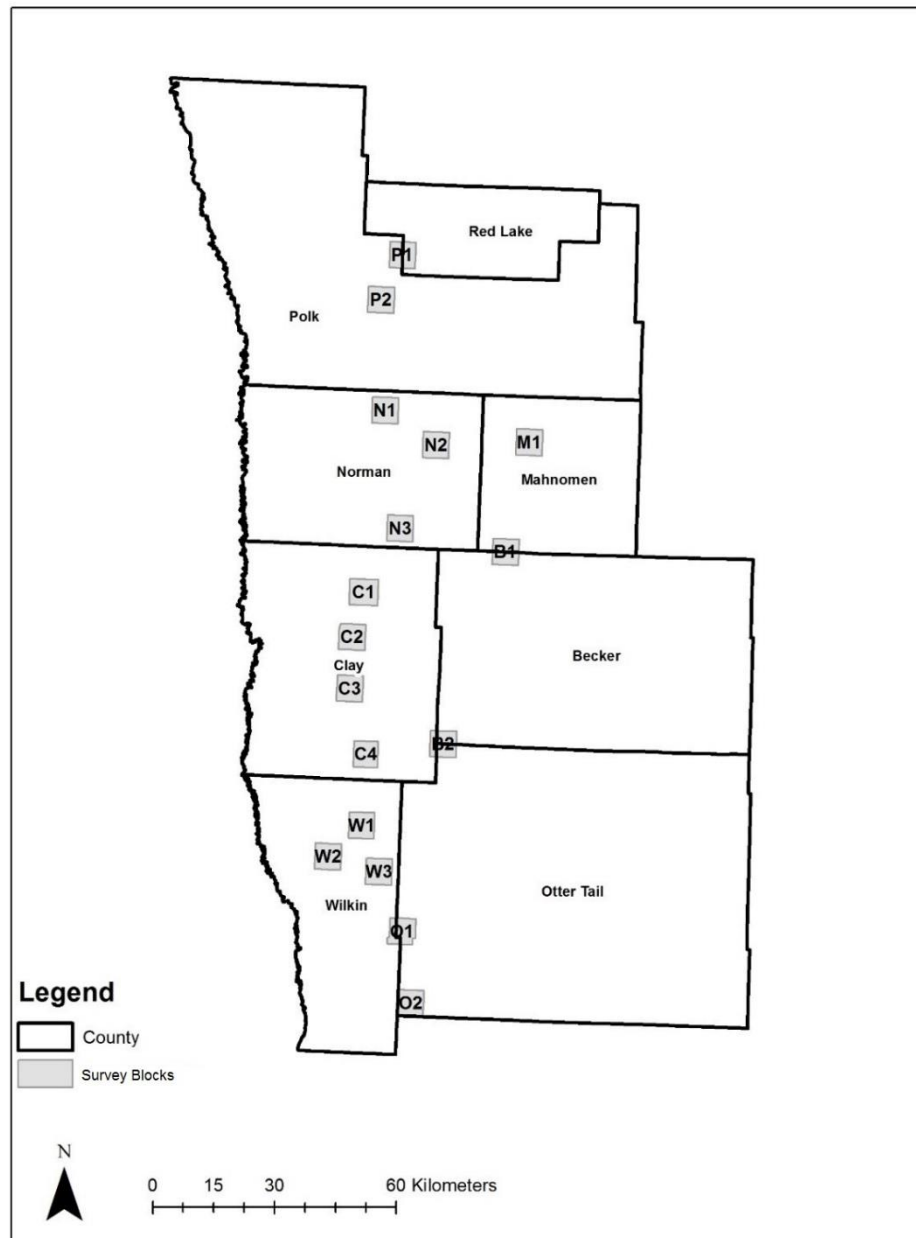 Red Lake
P1
P2
Polk
N1
N2
M1
Norman
Mahnomen
N3
B1
C1
C2
Becker
Clay
C3
B2
C4
W1
W2
W3
Otter Tail
Wilkin
O1
O2
Legend
County
Survey Blocks
N
0 15 30 60 Kilometers